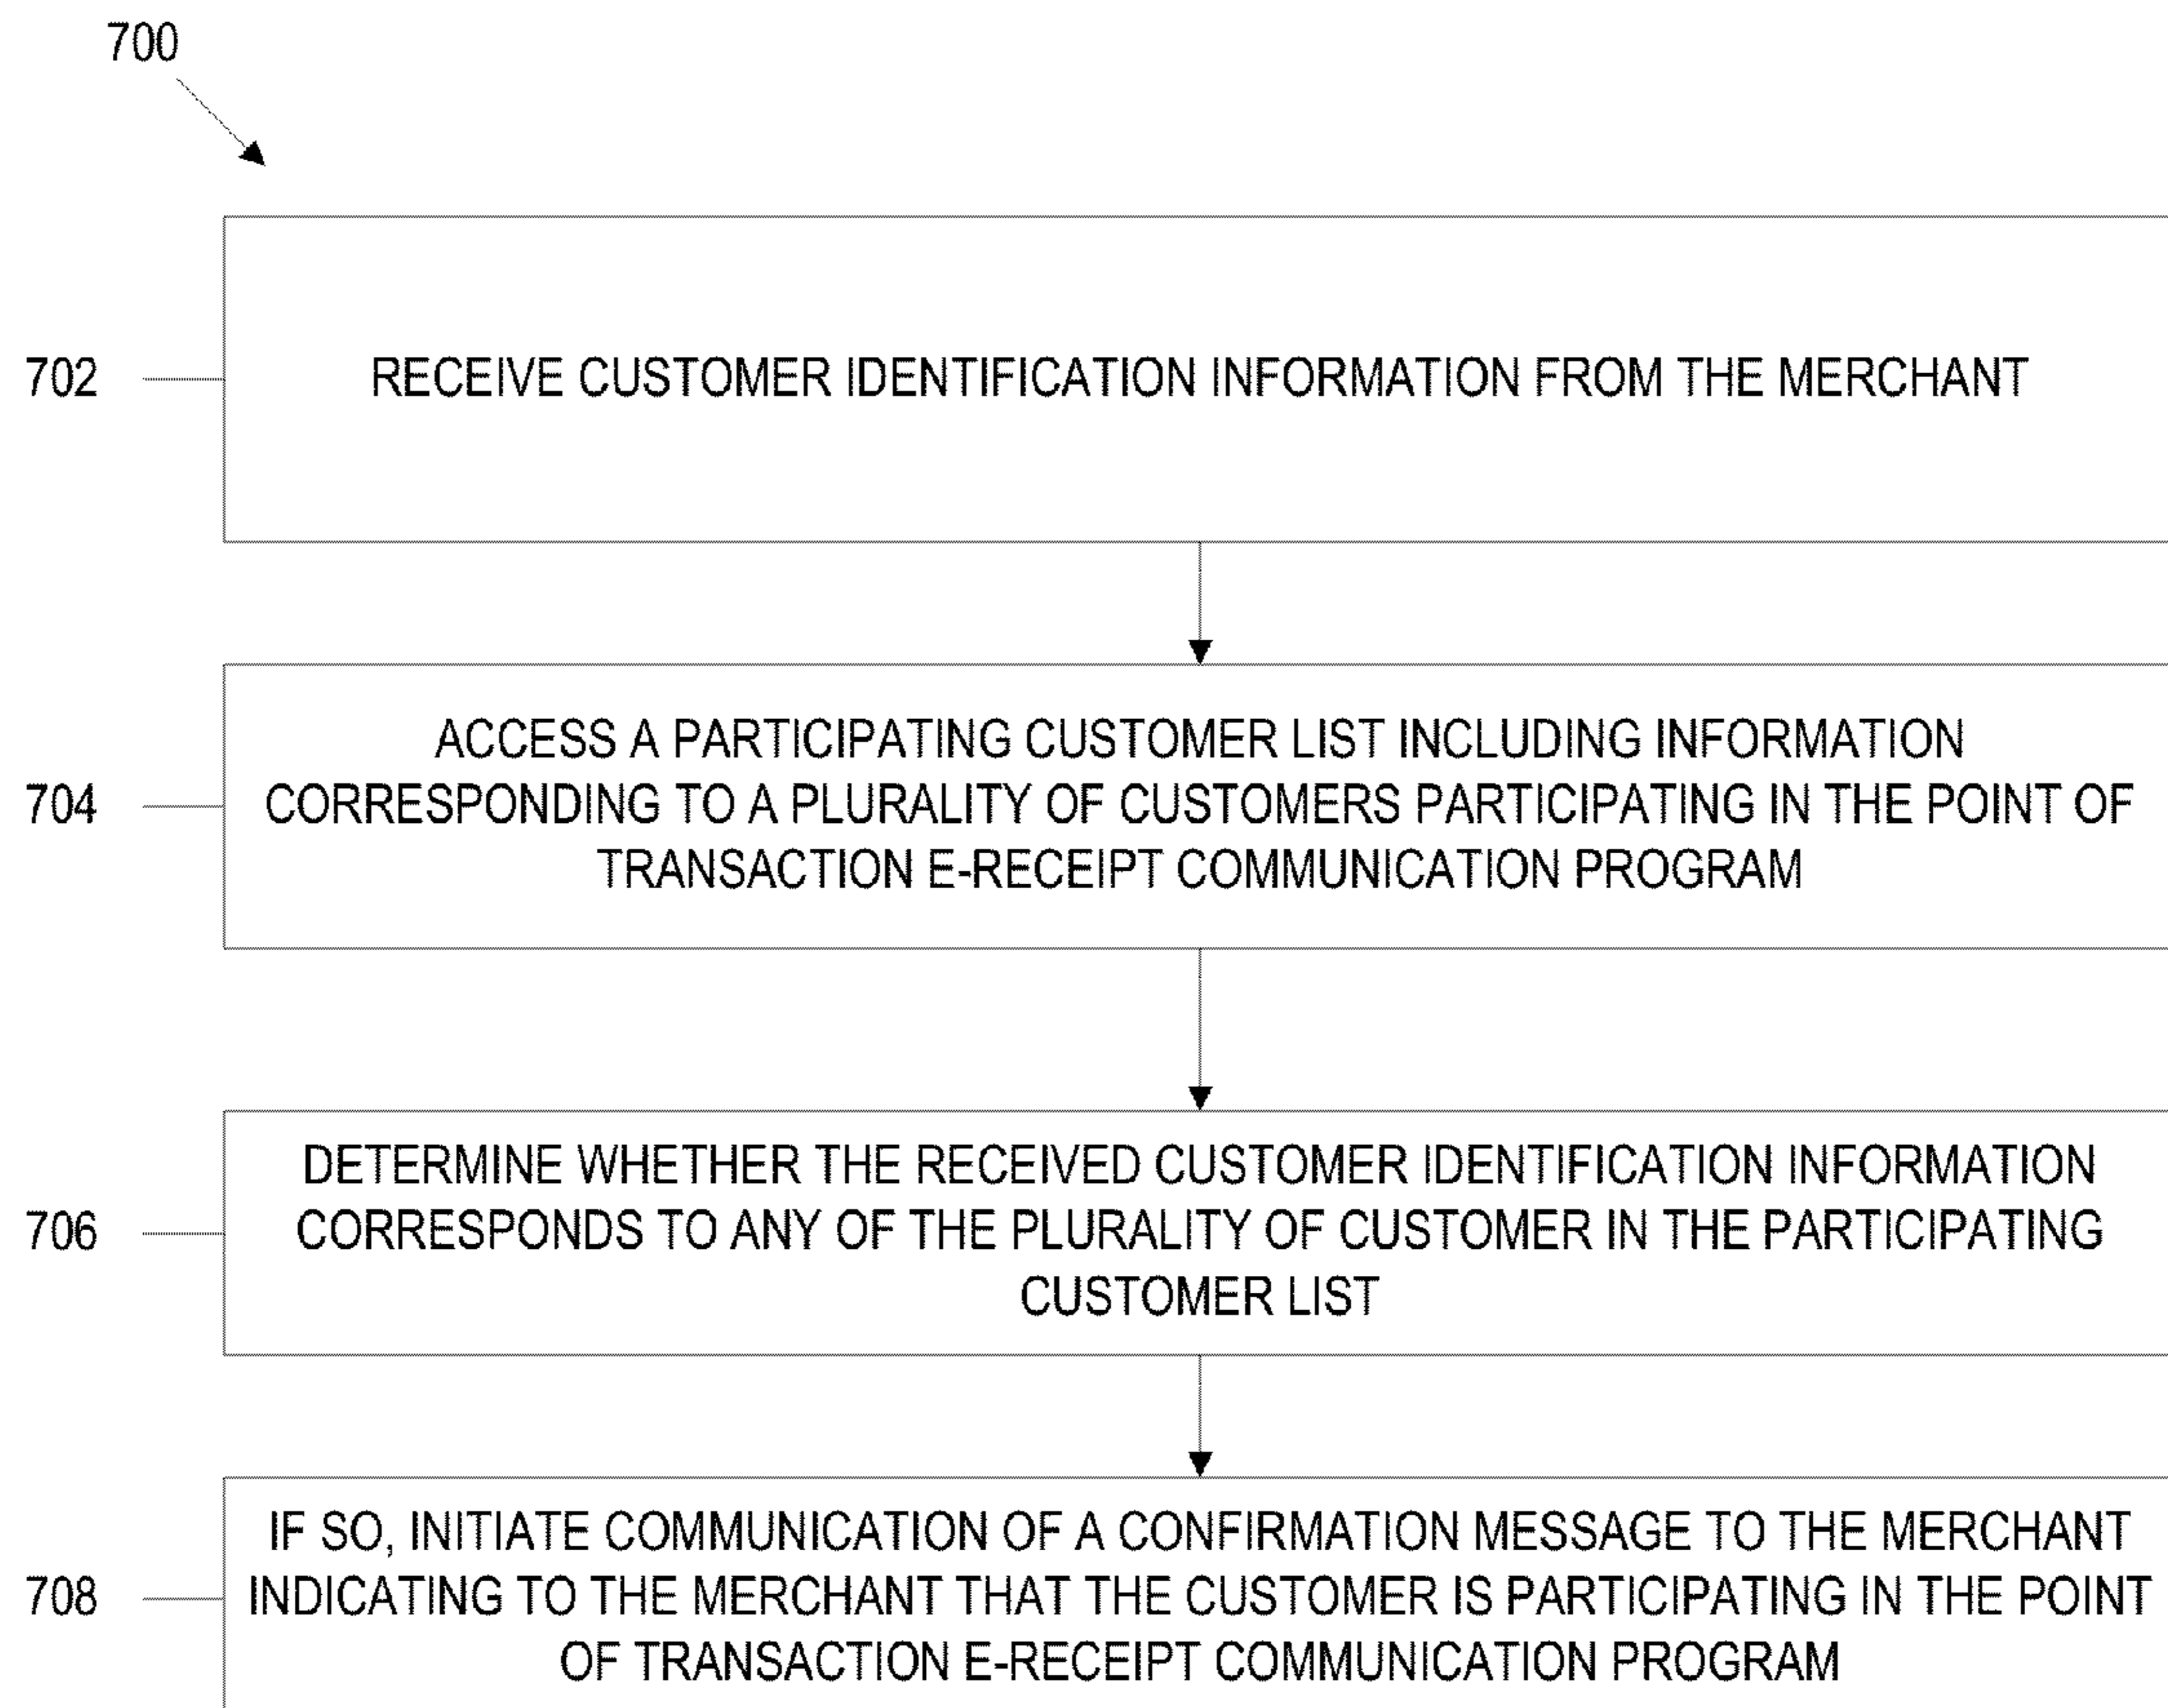 700
702
RECEIVE CUSTOMER IDENTIFICATION INFORMATION FROM THE MERCHANT
704
ACCESS A PARTICIPATING CUSTOMER LIST INCLUDING INFORMATION
CORRESPONDING TO A PLURALITY OF CUSTOMERS PARTICIPATING IN THE POINT OF
TRANSACTION E-RECEIPT COMMUNICATION PROGRAM
706
DETERMINE WHETHER THE RECEIVED CUSTOMER IDENTIFICATION INFORMATION
CORRESPONDS TO ANY OF THE PLURALITY OF CUSTOMER IN THE PARTICIPATING
CUSTOMER LIST
708
IF SO, INITIATE COMMUNICATION OF A CONFIRMATION MESSAGE TO THE MERCHANT
INDICATING TO THE MERCHANT THAT THE CUSTOMER IS PARTICIPATING IN THE POINT
OF TRANSACTION E-RECEIPT COMMUNICATION PROGRAM